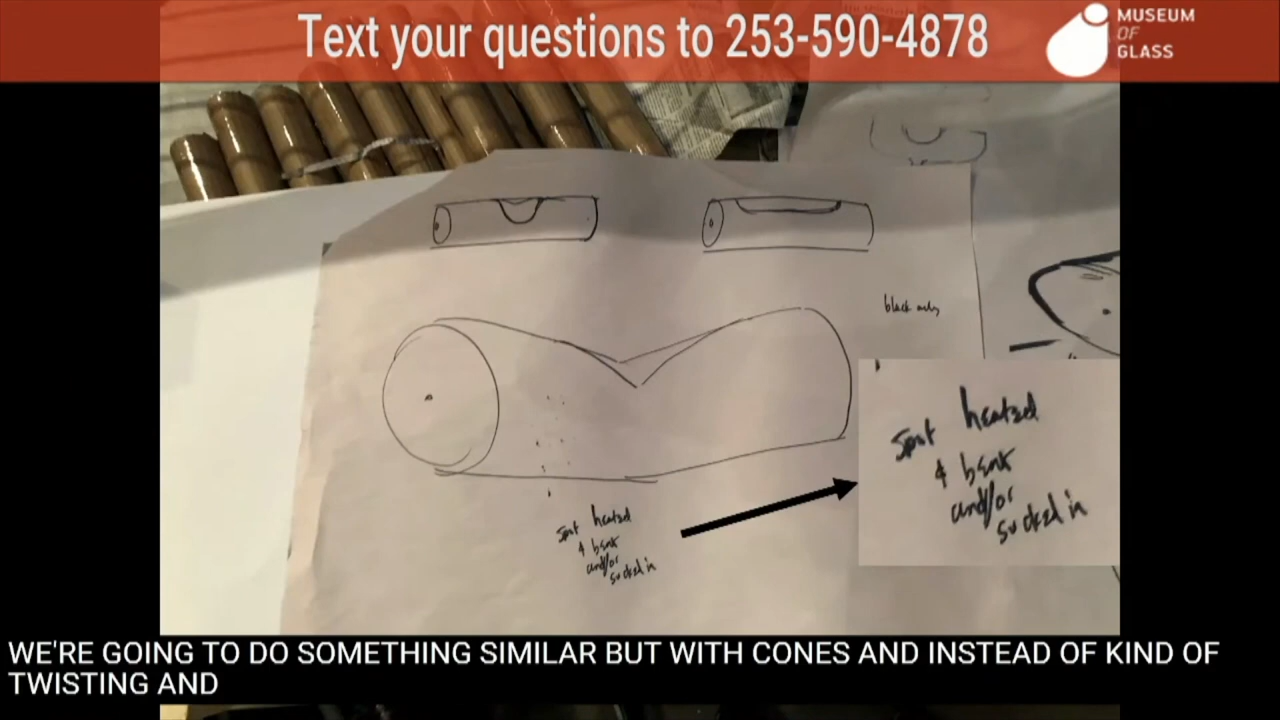 Text your questions to 253-590-4878
MUSEUM
OF
GLASS
black only
spot heated
& bent
and/or
sucked in
spot heated
& bent
and/or
sucked in
WE'RE GOING TO DO SOMETHING SIMILAR BUT WITH CONES AND INSTEAD OF KIND OF
TWISTING AND